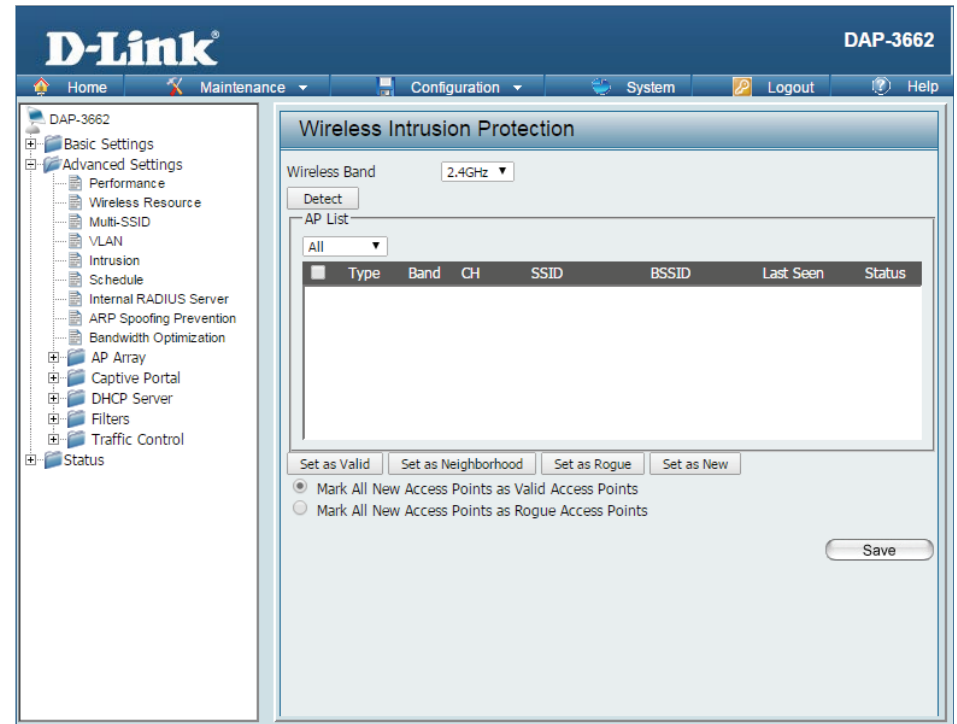 D-Link®
DAP-3662
Home Maintenance Configuration System Logout Help
DAP-3662
Basic Settings
Advanced Settings
Performance
Wireless Resource
Multi-SSID
VLAN
Intrusion
Schedule
Internal RADIUS Server
ARP Spoofing Prevention
Bandwidth Optimization
AP Array
Captive Portal
DHCP Server
Filters
Traffic Control
Status
Wireless Intrusion Protection
Wireless Band 2.4GHz
Detect
AP List
All
Type Band CH SSID BSSID Last Seen Status
Set as Valid Set as Neighborhood Set as Rogue Set as New
Mark All New Access Points as Valid Access Points
Mark All New Access Points as Rogue Access Points
Save